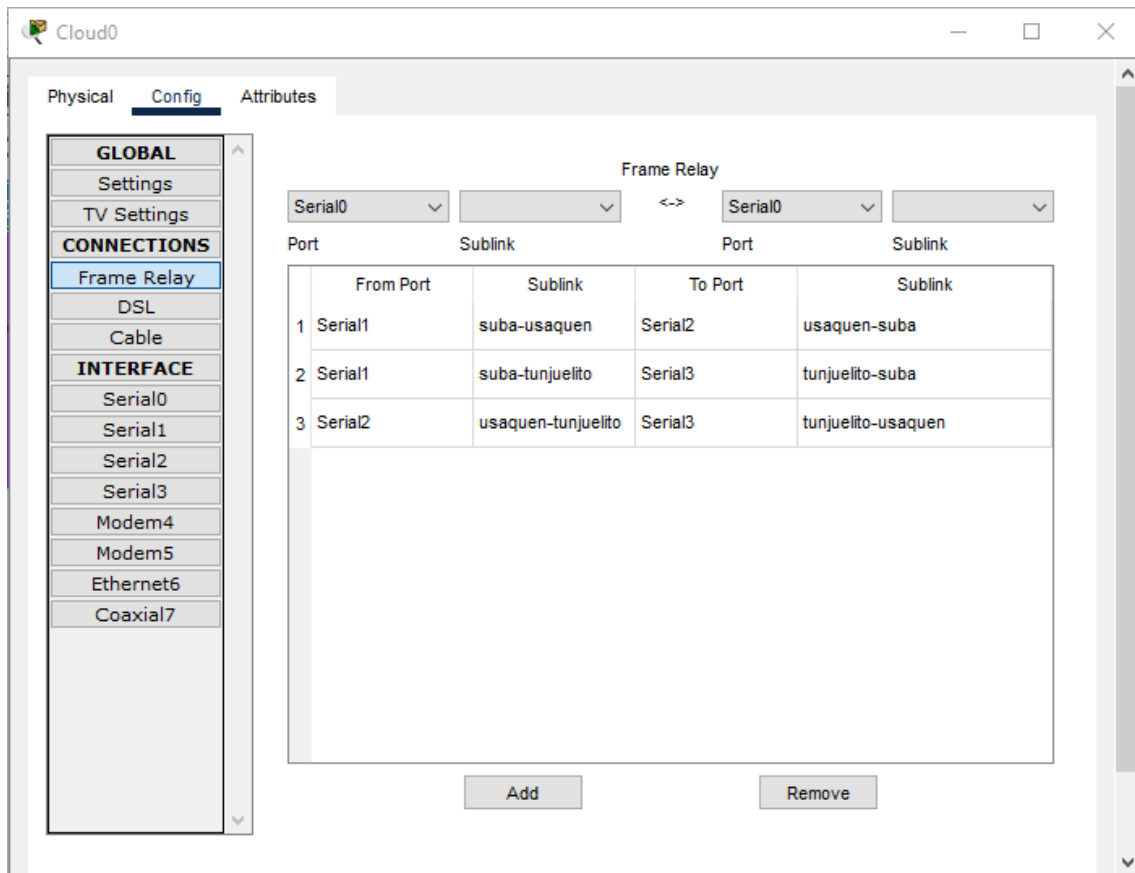 Cloud0
Physical Config Attributes
GLOBAL
Settings
TV Settings
CONNECTIONS
Frame Relay
DSL
Cable
INTERFACE
Serial0
Serial1
Serial2
Serial3
Modem4
Modem5
Ethernet6
Coaxial7
Frame Relay
Serial0 <-> Serial0
Port Sublink Port Sublink
From Port Sublink To Port Sublink
1 Serial1 suba-usaquen Serial2 usaquen-suba
2 Serial1 suba-tunjuelito Serial3 tunjuelito-suba
3 Serial2 usaquen-tunjuelito Serial3 tunjuelito-usaquen
Add Remove